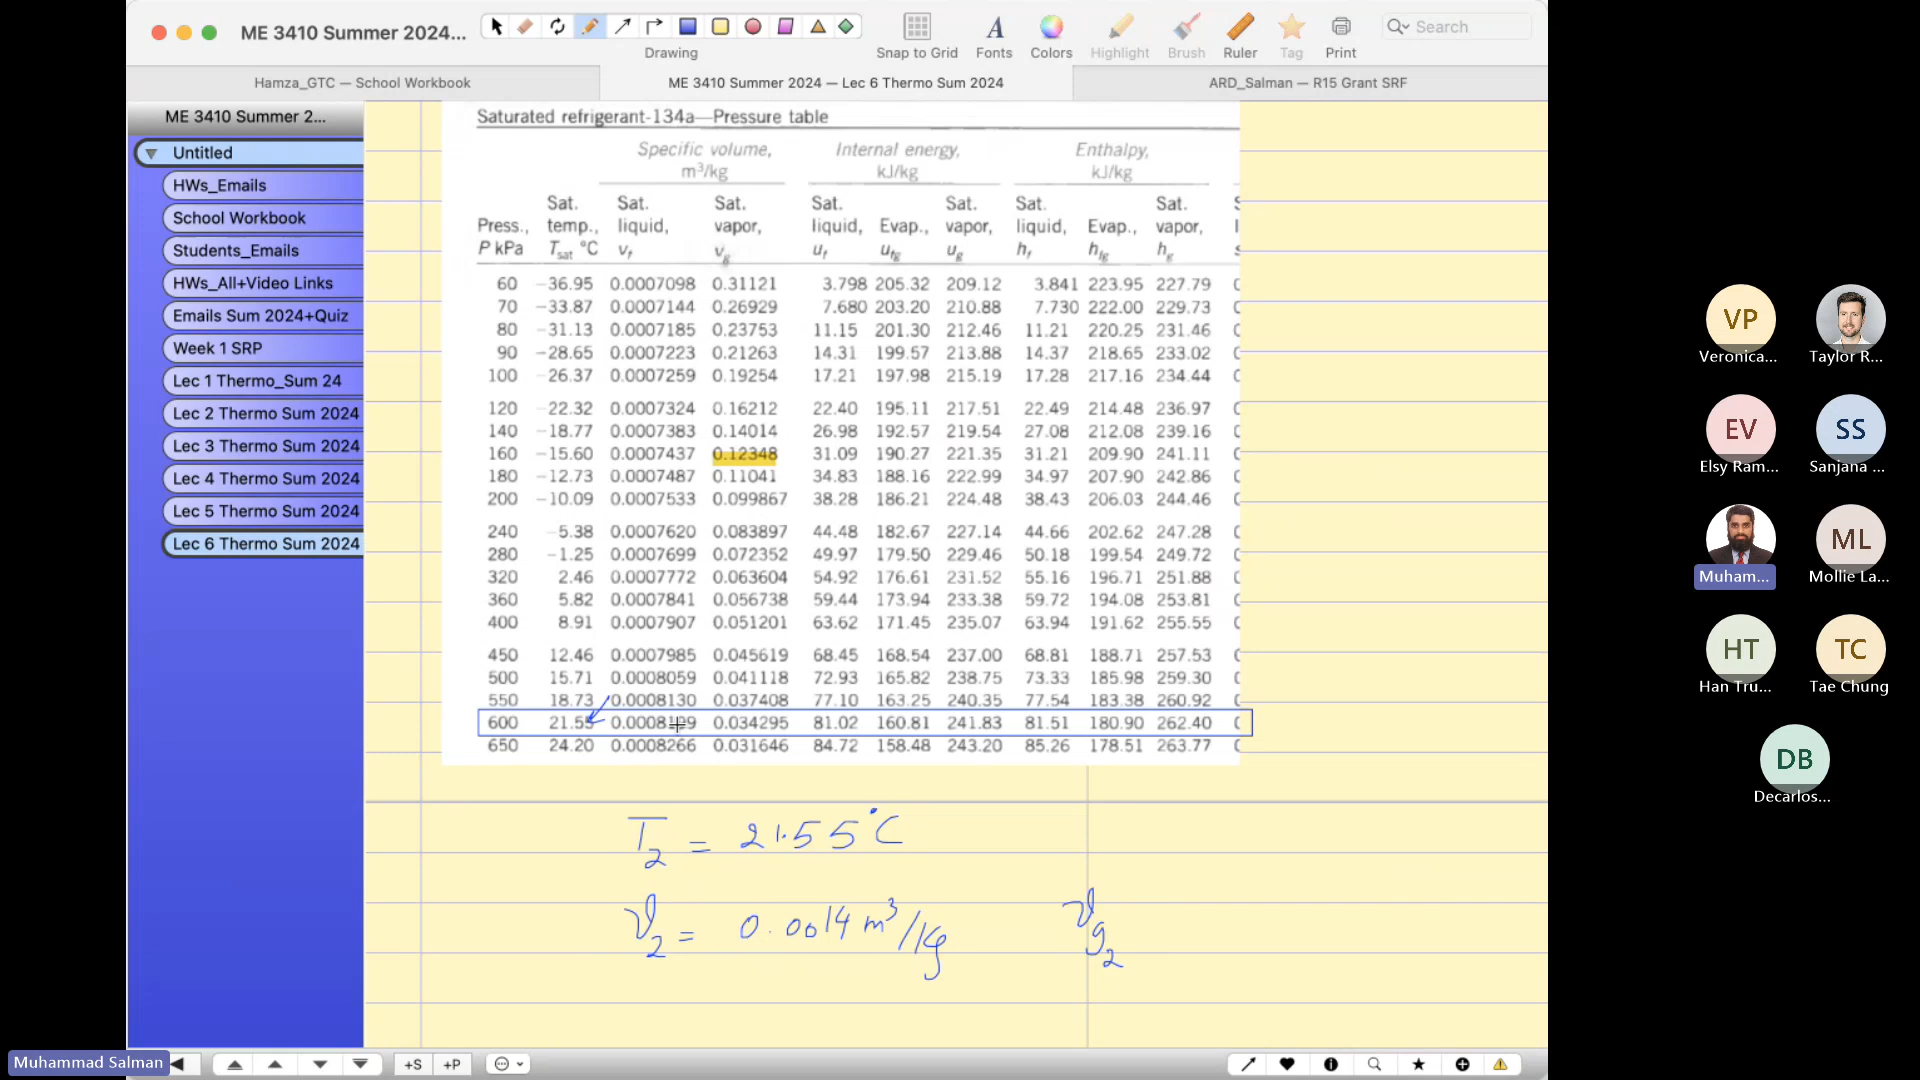 ME 3410 Summer 2024...
Drawing
Snap to Grid
Fonts
Colors
Highlight
Brush
Ruler
Tag
Print
Search
Hamza_GTC — School Workbook
ME 3410 Summer 2024 — Lec 6 Thermo Sum 2024
ARD_Salman — R15 Grant SRF
ME 3410 Summer 2...
Untitled
HWs_Emails
School Workbook
Students_Emails
HWs_All+Video Links
Emails Sum 2024+Quiz
Week 1 SRP
Lec 1 Thermo_Sum 24
Lec 2 Thermo Sum 2024
Lec 3 Thermo Sum 2024
Lec 4 Thermo Sum 2024
Lec 5 Thermo Sum 2024
Lec 6 Thermo Sum 2024
Saturated refrigerant-134a—Pressure table
Specific volume, Internal energy, Enthalpy,
m³/kg kJ/kg kJ/kg
Sat. Sat. Sat. Sat. Sat. Sat. Sat. S
Press., temp., liquid, vapor, liquid, Evap., vapor, liquid, Evap., vapor, l
P kPa Tsat °C vf vg uf ufg ug hf hfg hg s
60 −36.95 0.0007098 0.31121 3.798 205.32 209.12 3.841 223.95 227.79
70 −33.87 0.0007144 0.26929 7.680 203.20 210.88 7.730 222.00 229.73
80 −31.13 0.0007185 0.23753 11.15 201.30 212.46 11.21 220.25 231.46
90 −28.65 0.0007223 0.21263 14.31 199.57 213.88 14.37 218.65 233.02
100 −26.37 0.0007259 0.19254 17.21 197.98 215.19 17.28 217.16 234.44
120 −22.32 0.0007324 0.16212 22.40 195.11 217.51 22.49 214.48 236.97
140 −18.77 0.0007383 0.14014 26.98 192.57 219.54 27.08 212.08 239.16
160 −15.60 0.0007437 0.12348 31.09 190.27 221.35 31.21 209.90 241.11
180 −12.73 0.0007487 0.11041 34.83 188.16 222.99 34.97 207.90 242.86
200 −10.09 0.0007533 0.099867 38.28 186.21 224.48 38.43 206.03 244.46
240 −5.38 0.0007620 0.083897 44.48 182.67 227.14 44.66 202.62 247.28
280 −1.25 0.0007699 0.072352 49.97 179.50 229.46 50.18 199.54 249.72
320 2.46 0.0007772 0.063604 54.92 176.61 231.52 55.16 196.71 251.88
360 5.82 0.0007841 0.056738 59.44 173.94 233.38 59.72 194.08 253.81
400 8.91 0.0007907 0.051201 63.62 171.45 235.07 63.94 191.62 255.55
450 12.46 0.0007985 0.045619 68.45 168.54 237.00 68.81 188.71 257.53
500 15.71 0.0008059 0.041118 72.93 165.82 238.75 73.33 185.98 259.30
550 18.73 0.0008130 0.037408 77.10 163.25 240.35 77.54 183.38 260.92
600 21.55 0.034295 81.02 160.81 241.83 81.51 180.90 262.40
650 24.20 0.0008266 0.031646 84.72 158.48 243.20 85.26 178.51 263.77
T2 = 21.55°C
v2 = 0.0014 m³/kg vg2
VP
Veronica...
Taylor R...
EV
Elsy Ram...
SS
Sanjana ...
Muham...
ML
Mollie La...
HT
Han Tru...
TC
Tae Chung
DB
Decarlos...
Muhammad Salman
+S
+P